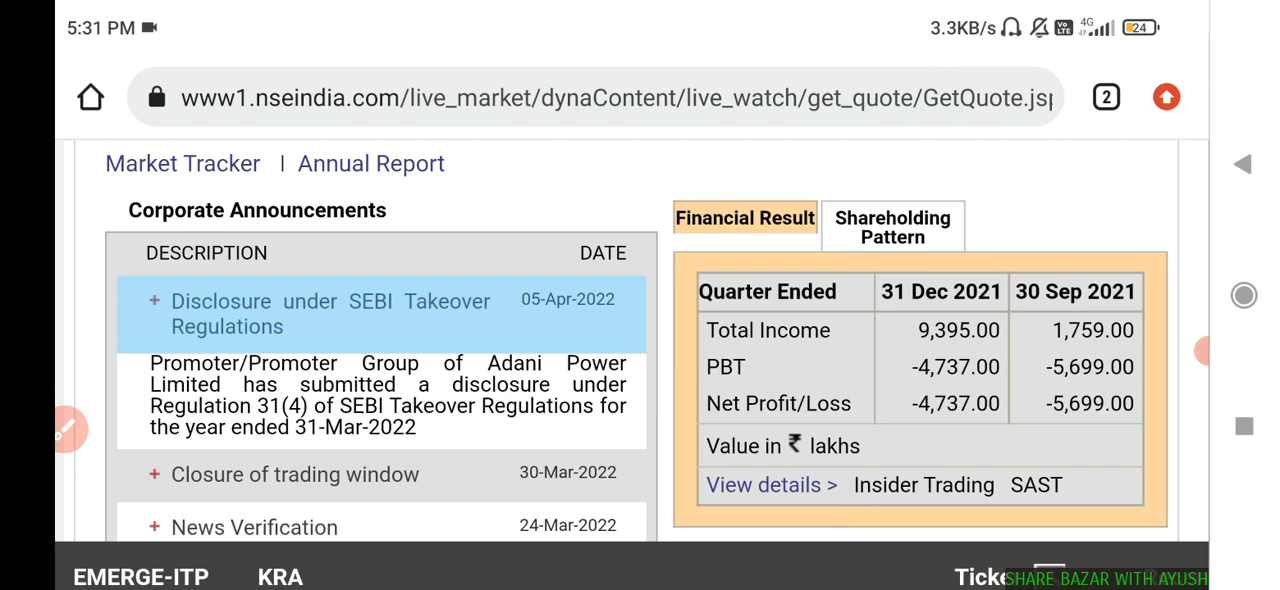 5:31 PM 3.3KB/s Vo LTE 4G 24
www1.nseindia.com/live_market/dynaContent/live_watch/get_quote/GetQuote.jsp 2
Market Tracker | Annual Report
Corporate Announcements
DESCRIPTION DATE
+ Disclosure under SEBI Takeover Regulations 05-Apr-2022
Promoter/Promoter Group of Adani Power
Limited has submitted a disclosure under
Regulation 31(4) of SEBI Takeover Regulations for
the year ended 31-Mar-2022
+ Closure of trading window 30-Mar-2022
+ News Verification 24-Mar-2022
Financial Result Shareholding Pattern
Quarter Ended 31 Dec 2021 30 Sep 2021
Total Income 9,395.00 1,759.00
PBT -4,737.00 -5,699.00
Net Profit/Loss -4,737.00 -5,699.00
Value in ₹ lakhs
View details > Insider Trading SAST
EMERGE-ITP KRA Ticke
SHARE BAZAR WITH AYUSH